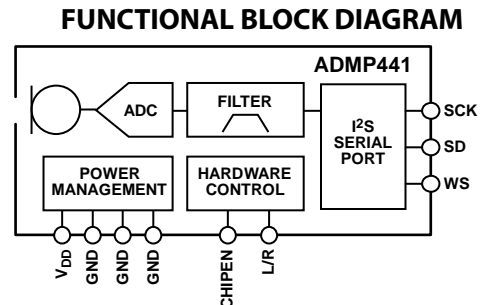 FUNCTIONAL BLOCK DIAGRAM
ADMP441
ADC
FILTER
I²S
SERIAL
PORT
SCK
SD
WS
POWER
MANAGEMENT
HARDWARE
CONTROL
VDD
GND
GND
GND
CHIPEN
L/R